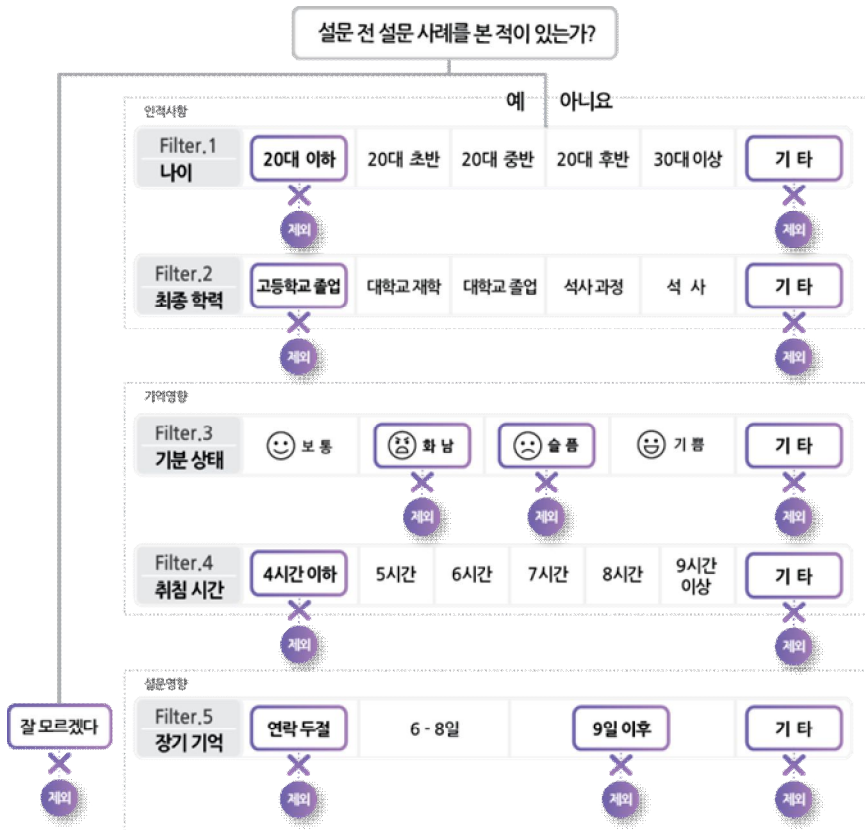 설문 전 설문 사례를 본 적이 있는가?
예 아니요
인적사항
Filter.1
나이
20대 이하 20대 초반 20대 중반 20대 후반 30대 이상 기 타
제외 제외
Filter.2
최종 학력
고등학교 졸업 대학교 재학 대학교 졸업 석사 과정 석 사 기 타
제외 제외
기억영향
Filter.3
기분 상태
보 통 화 남 슬 픔 기 쁨 기 타
제외 제외 제외
Filter.4
취침 시간
4시간 이하 5시간 6시간 7시간 8시간 9시간
이상
기 타
제외 제외
설문영향
잘 모르겠다
Filter.5
장기 기억
연락 두절 6 - 8일 9일 이후 기 타
제외 제외 제외 제외